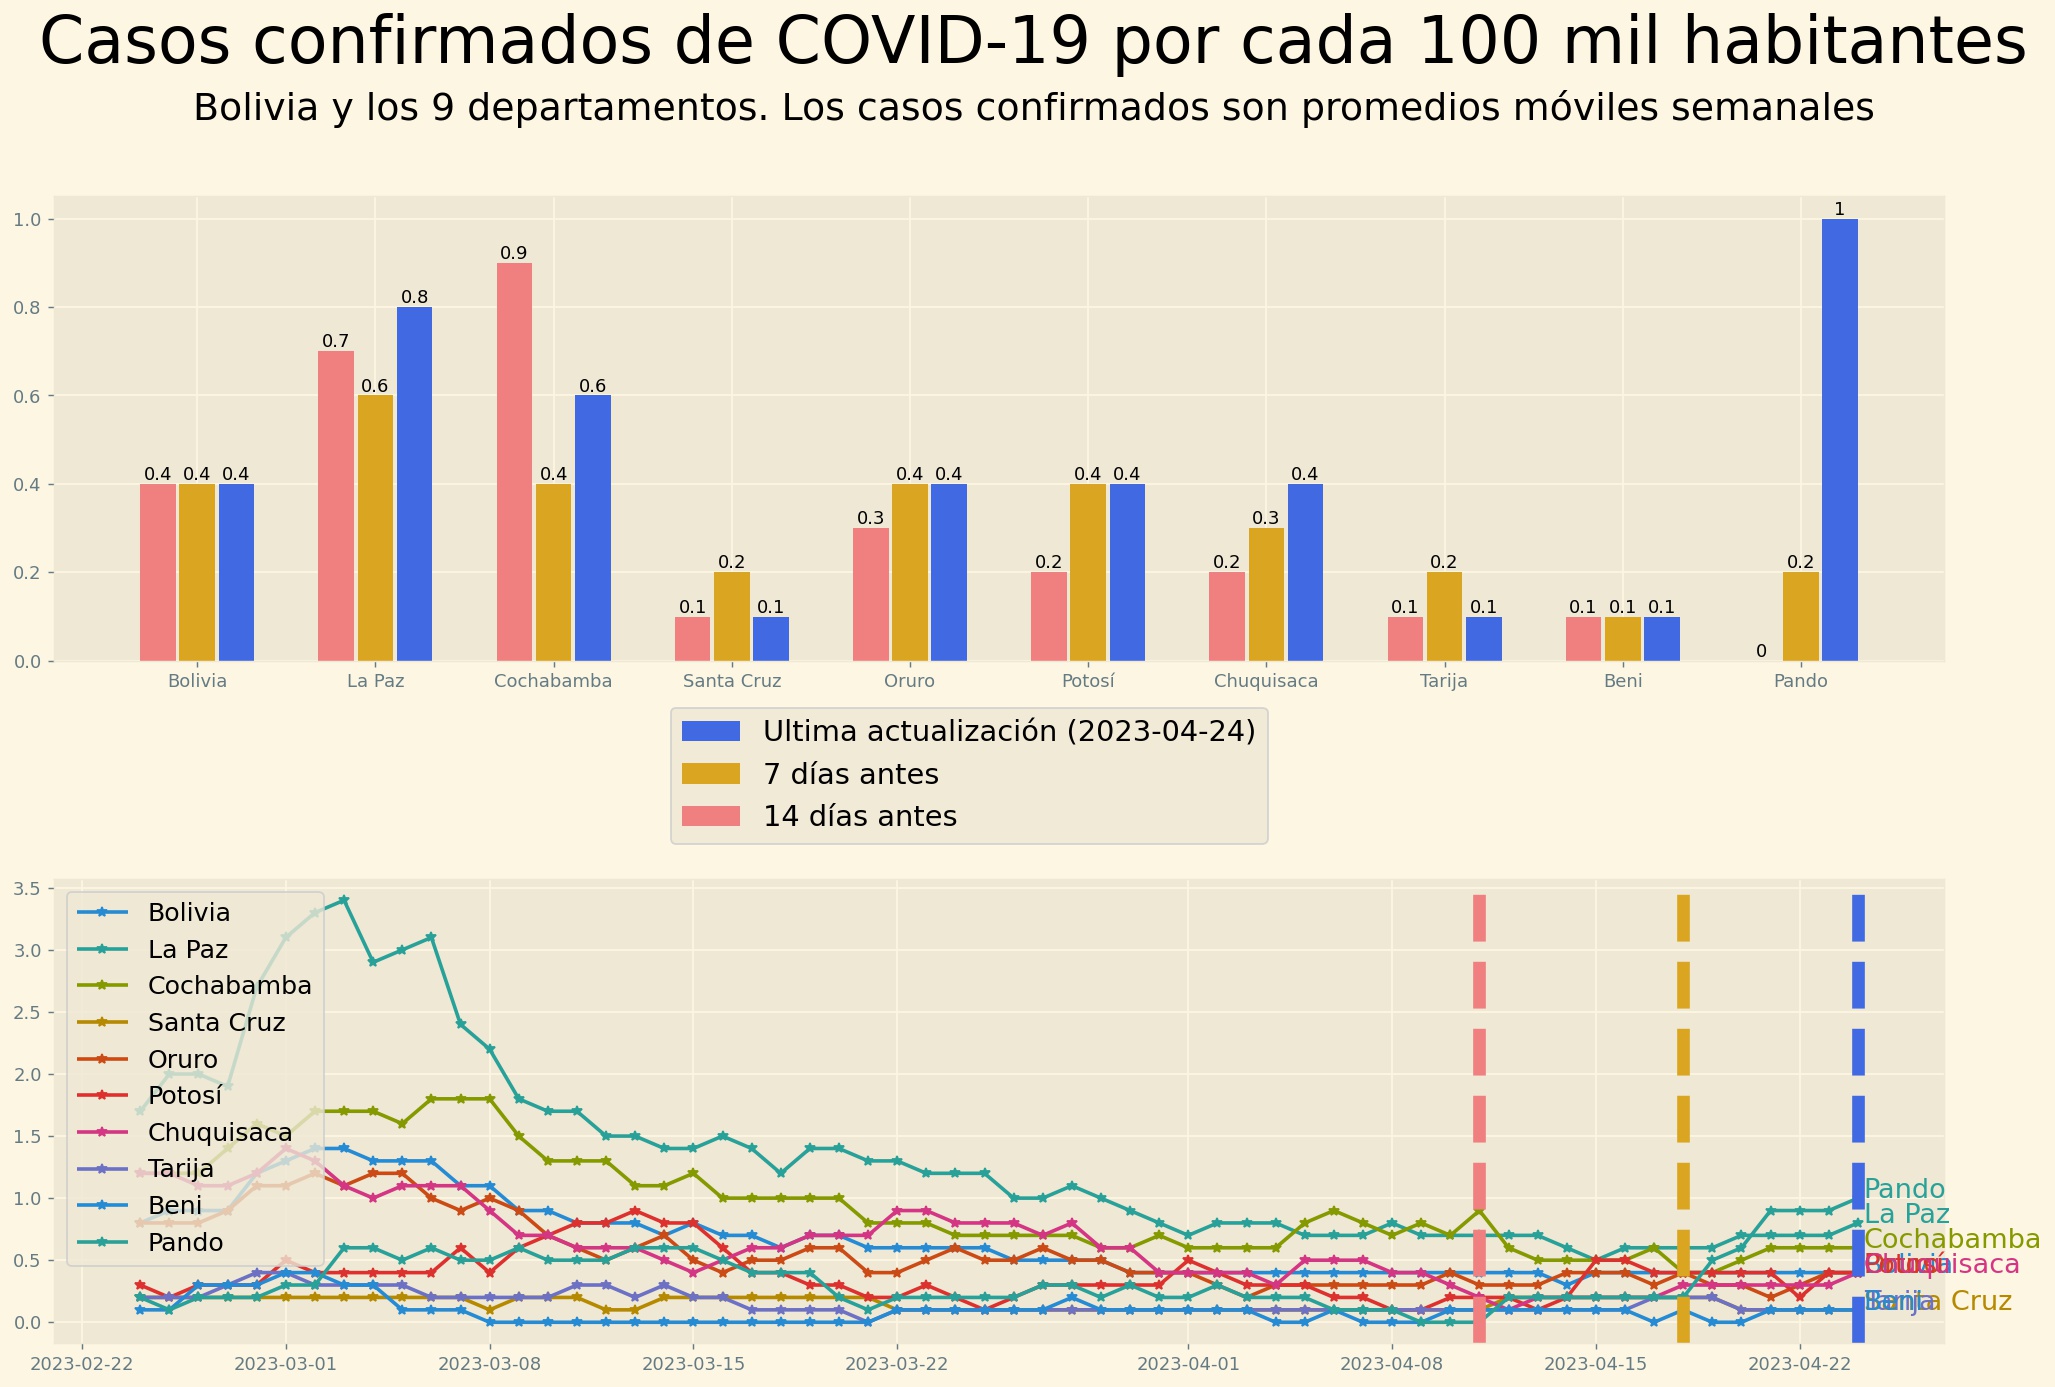 Casos confirmados de COVID-19 por cada 100 mil habitantes
Bolivia y los 9 departamentos. Los casos confirmados son promedios móviles semanales
1.0
0.8
0.6
0.4
0.2
0.0
0.4 0.4 0.4
0.7 0.6 0.8
0.9 0.4 0.6
0.1 0.2 0.1
0.3 0.4 0.4
0.2 0.4 0.4
0.2 0.3 0.4
0.1 0.2 0.1
0.1 0.1 0.1
0 0.2 1
Bolivia La Paz Cochabamba Santa Cruz Oruro Potosí Chuquisaca Tarija Beni Pando
Ultima actualización (2023-04-24)
7 días antes
14 días antes
3.5
3.0
2.5
2.0
1.5
1.0
0.5
0.0
Bolivia
La Paz
Cochabamba
Santa Cruz
Oruro
Potosí
Chuquisaca
Tarija
Beni
Pando
Pando
La Paz
Cochabamba
Chuquisaca
Santa Cruz
2023-02-22 2023-03-01 2023-03-08 2023-03-15 2023-03-22 2023-04-01 2023-04-08 2023-04-15 2023-04-22